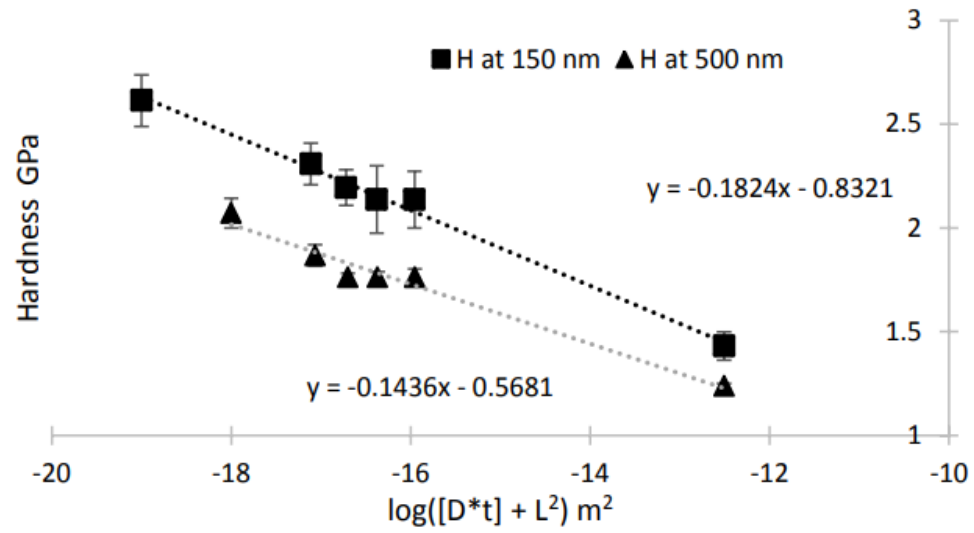 3
H at 150 nm
H at 500 nm
2.5
Hardness GPa
y = -0.1824x - 0.8321
2
1.5
y = -0.1436x - 0.5681
1
-20
-18
-16
-14
-12
-10
log([D*t] + L²) m²